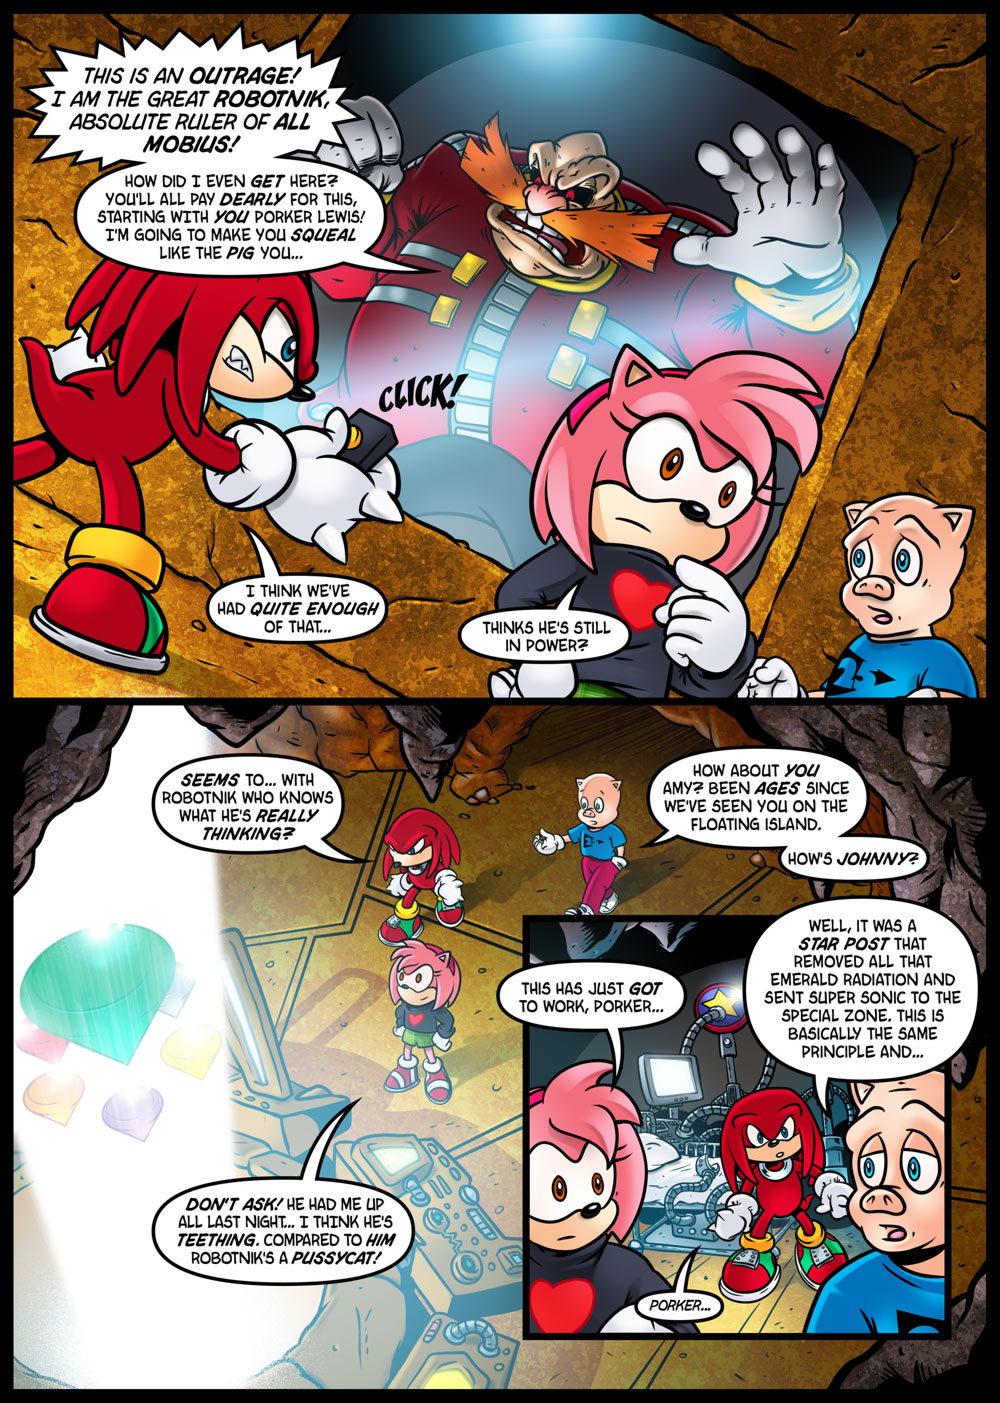 THIS IS AN OUTRAGE!
I AM THE GREAT ROBOTNIK,
ABSOLUTE RULER OF ALL
MOBIUS!
HOW DID I EVEN GET HERE?
YOU'LL ALL PAY DEARLY FOR THIS,
STARTING WITH YOU PORKER LEWIS!
I'M GOING TO MAKE YOU SQUEAL
LIKE THE PIG YOU...
CLICK!
I THINK WE'VE
HAD QUITE ENOUGH
OF THAT...
THINKS HE'S STILL
IN POWER?
SEEMS TO... WITH
ROBOTNIK WHO KNOWS
WHAT HE'S REALLY
THINKING?
HOW ABOUT YOU
AMY? BEEN AGES SINCE
WE'VE SEEN YOU ON THE
FLOATING ISLAND.
HOW'S JOHNNY?
DON'T ASK! HE HAD ME UP
ALL LAST NIGHT... I THINK HE'S
TEETHING. COMPARED TO HIM
ROBOTNIK'S A PUSSYCAT!
THIS HAS JUST GOT
TO WORK, PORKER...
WELL, IT WAS A
STAR POST THAT
REMOVED ALL THAT
EMERALD RADIATION AND
SENT SUPER SONIC TO THE
SPECIAL ZONE. THIS IS
BASICALLY THE SAME
PRINCIPLE AND...
PORKER...